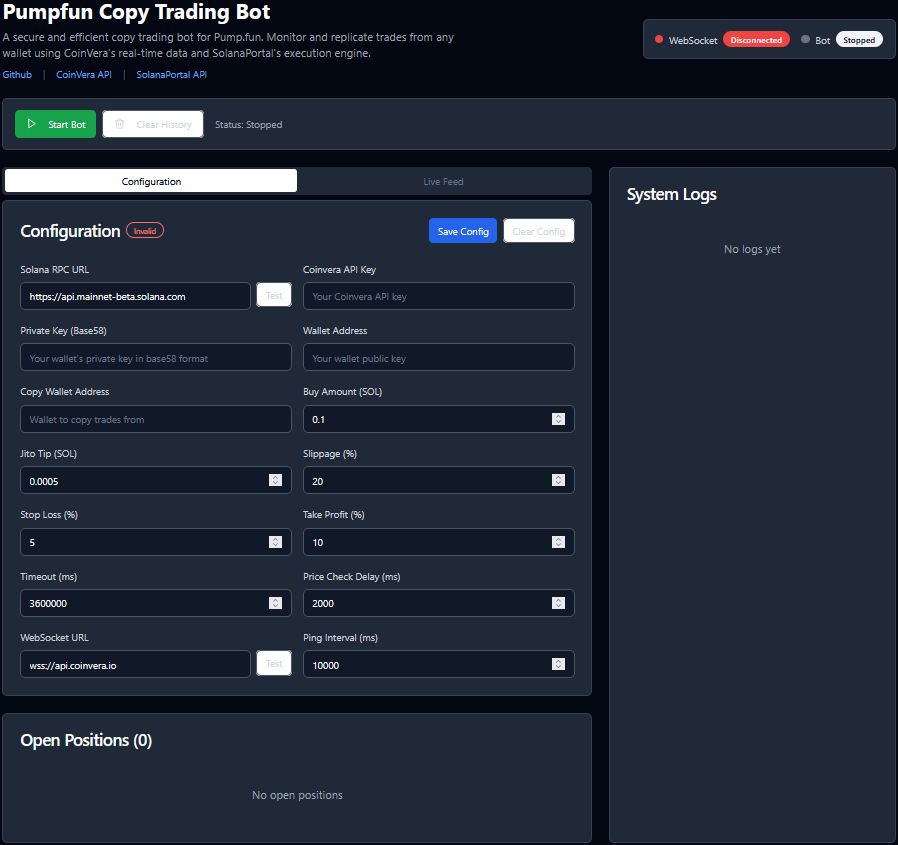 Pumpfun Copy Trading Bot
A secure and efficient copy trading bot for Pump.fun. Monitor and replicate trades from any
wallet using CoinVera's real-time data and SolanaPortal's execution engine.
Github | CoinVera API | SolanaPortal API
WebSocket Disconnected Bot Stopped
Start Bot Clear History Status: Stopped
Configuration Live Feed
Configuration Invalid Save Config Clear Config
Solana RPC URL
https://api.mainnet-beta.solana.com Test
Coinvera API Key
Your Coinvera API key
Private Key (Base58)
Your wallet's private key in base58 format
Wallet Address
Your wallet public key
Copy Wallet Address
Wallet to copy trades from
Buy Amount (SOL)
0.1
Jito Tip (SOL)
0.0005
Slippage (%)
20
Stop Loss (%)
5
Take Profit (%)
10
Timeout (ms)
3600000
Price Check Delay (ms)
2000
WebSocket URL
wss://api.coinvera.io Test
Ping Interval (ms)
10000
Open Positions (0)
No open positions
System Logs
No logs yet